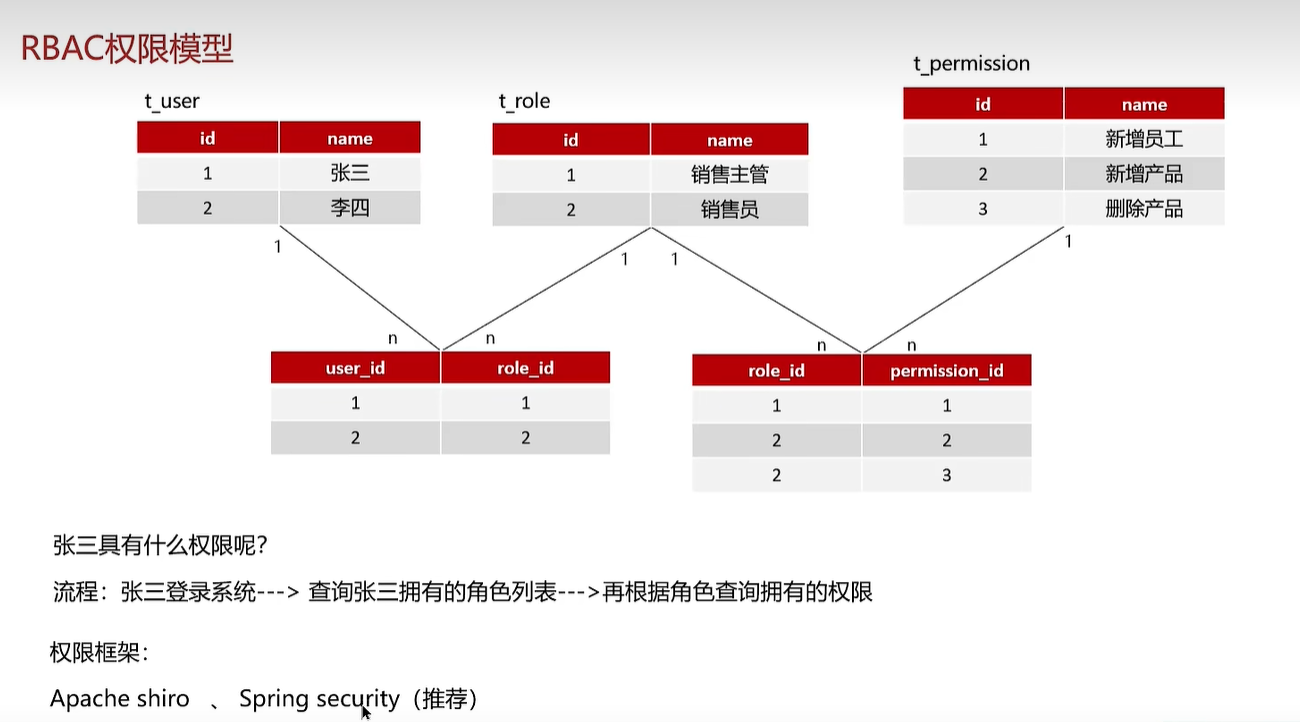 RBAC权限模型
t_user
id name
1 张三
2 李四
t_role
id name
1 销售主管
2 销售员
t_permission
id name
1 新增员工
2 新增产品
3 删除产品
1 1 1 1
n n n n
user_id role_id
1 1
2 2
role_id permission_id
1 1
2 2
2 3
张三具有什么权限呢?
流程：张三登录系统---> 查询张三拥有的角色列表--->再根据角色查询拥有的权限
权限框架：
Apache shiro 、 Spring security（推荐）